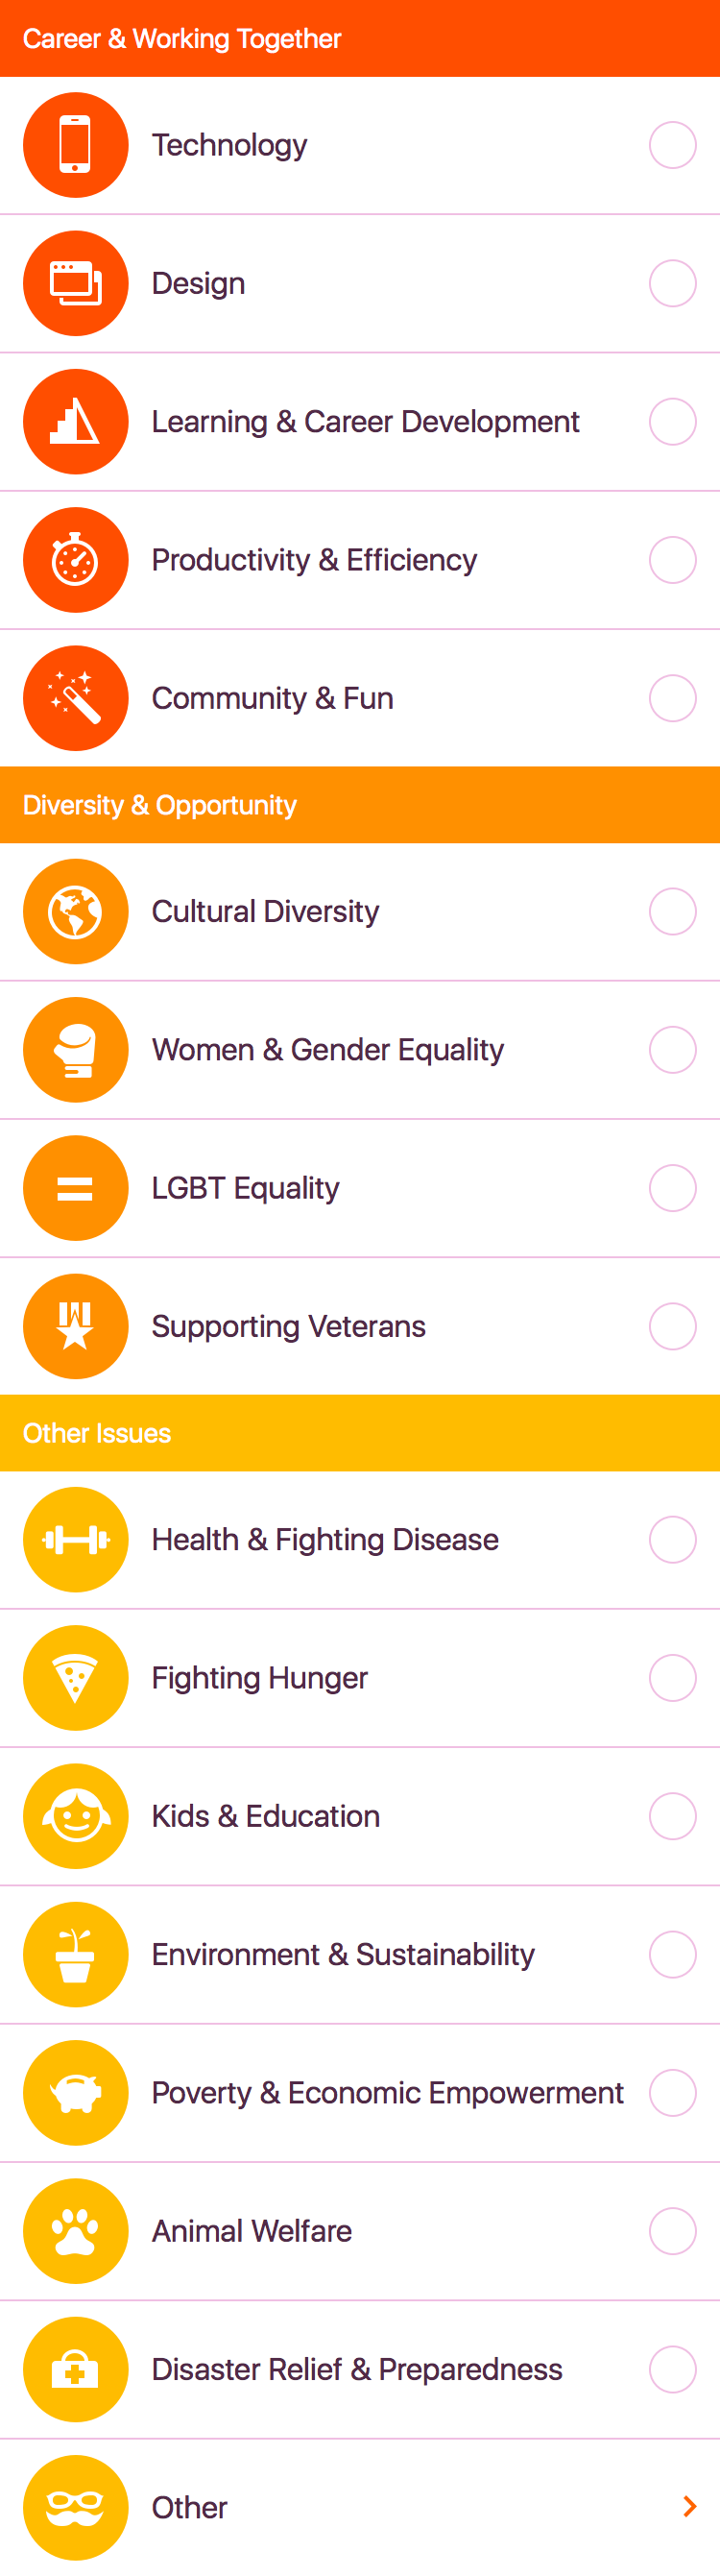 Career & Working Together
Technology
Design
Learning & Career Development
Productivity & Efficiency
Community & Fun
Diversity & Opportunity
Cultural Diversity
Women & Gender Equality
LGBT Equality
Supporting Veterans
Other Issues
Health & Fighting Disease
Fighting Hunger
Kids & Education
Environment & Sustainability
Poverty & Economic Empowerment
Animal Welfare
Disaster Relief & Preparedness
Other